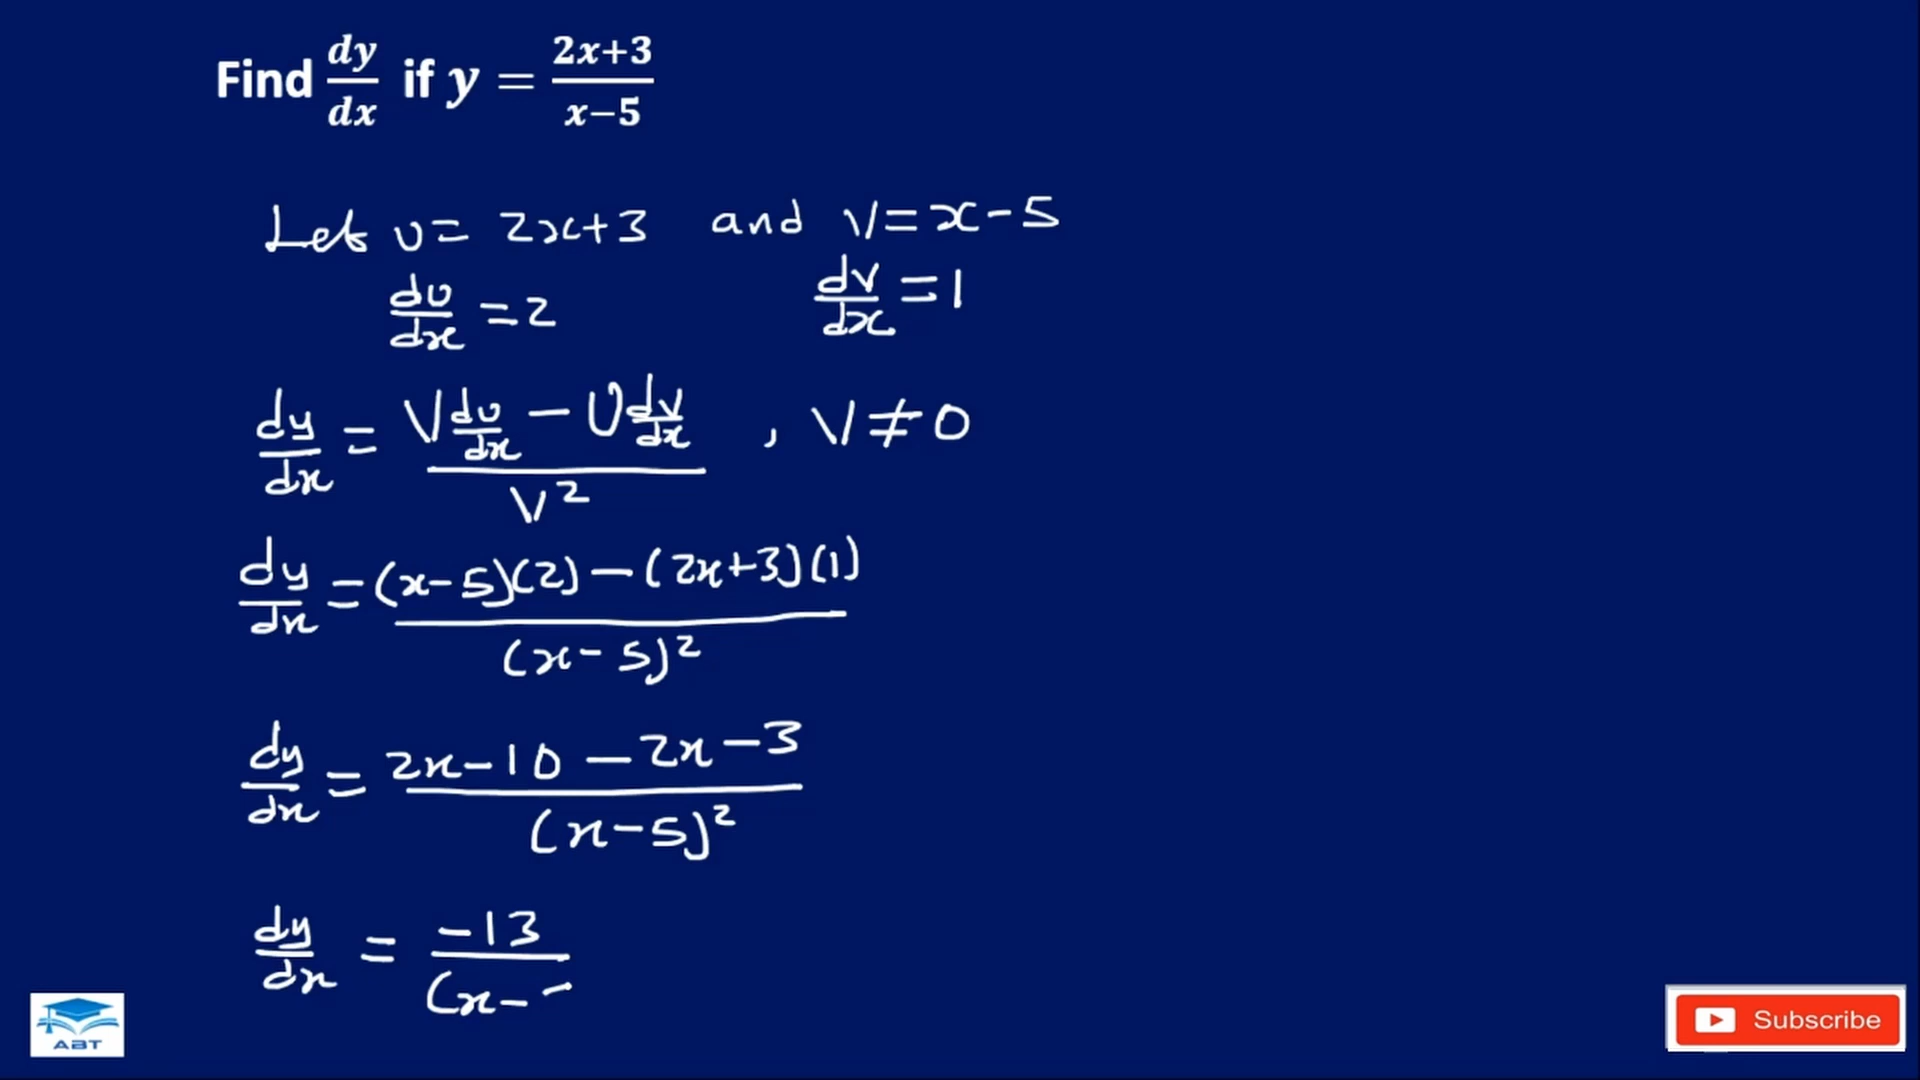 Find dy/dx if y = 2x+3/x−5
Let u = 2x+3 and v = x-5
du/dx = 2 dv/dx = 1
dy/dx = V du/dx - U dv/dx / V² , V ≠ 0
dy/dx = (x-5)(2) - (2x+3)(1) / (x-5)²
dy/dx = 2x-10 - 2x-3 / (x-5)²
dy/dx = -13 / (x-
ABT
Subscribe